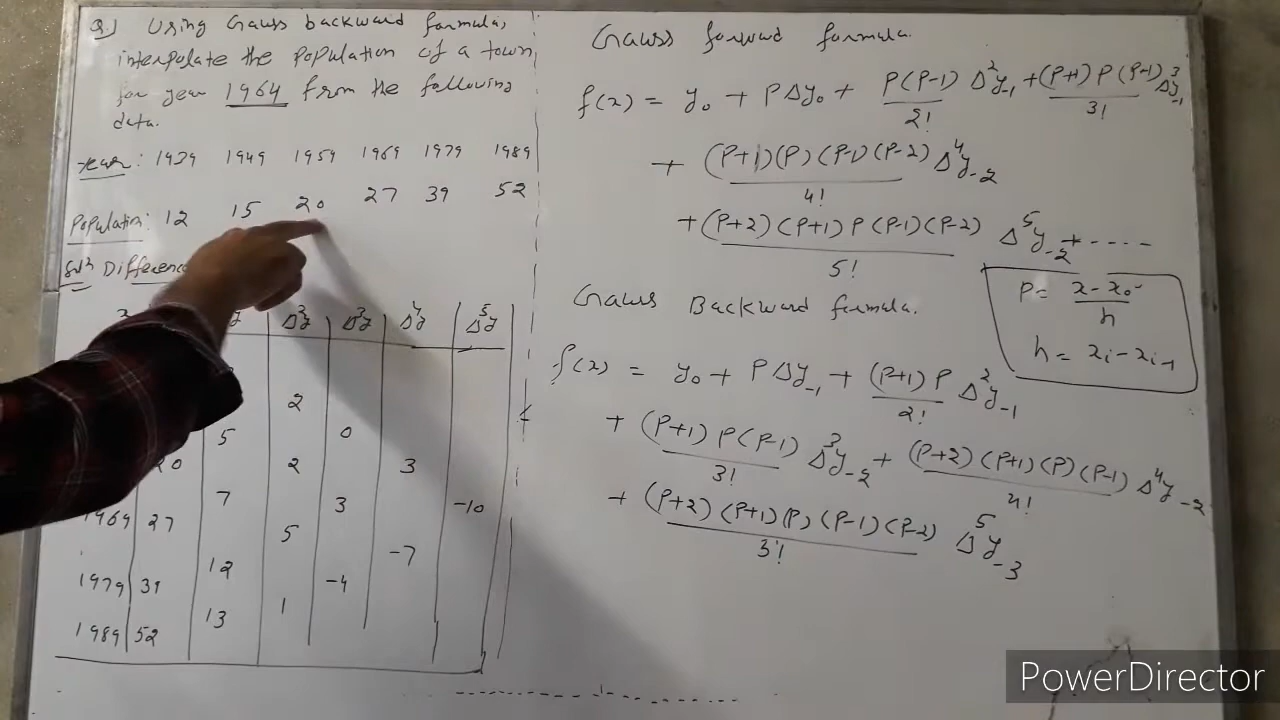 Q.) Using Gauss backward formula,
interpolate the population of a town
for year 1964 from the following
data.
Year: 1939 1949 1959 1969 1979 1989
Population: 12 15 20 27 39 52
Soln Difference
x y Δ²y Δ³y Δ⁴y Δ⁵y
2
5 0
20 2 3
7 3 -10
1969 27 5
12 -7
1979 39 -4
13 1
1989 52
Gauss forward formula.
f(x) = y₀ + PΔy₀ + P(P-1)/2! Δ²y₋₁ + (P+1)P(P-1)/3! Δ³y₋₁
+ (P+1)(P)(P-1)(P-2)/4! Δ⁴y₋₂
+ (P+2)(P+1)P(P-1)(P-2)/5! Δ⁵y₋₂ + ----
P = x-x₀/h
h = xᵢ-xᵢ₋₁
Gauss Backward formula.
f(x) = y₀ + PΔy₋₁ + (P+1)P/2! Δ²y₋₁
+ (P+1)P(P-1)/3! Δ³y₋₂ + (P+2)(P+1)(P)(P-1)/4! Δ⁴y₋₂
+ (P+2)(P+1)(P)(P-1)(P-2)/3! Δ⁵y₋₃
PowerDirector